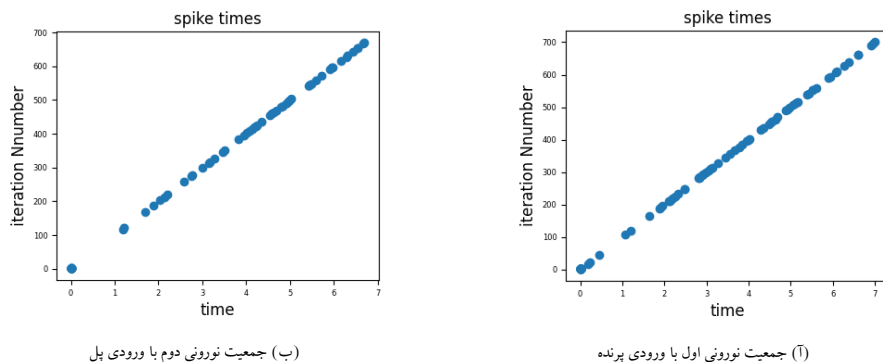 spike times
iteration Nnumber
700
600
500
400
300
200
100
0
0 1 2 3 4 5 6 7
time
(ب) جمعیت نورونی دوم با ورودی پل
spike times
iteration Nnumber
700
600
500
400
300
200
100
0
0 1 2 3 4 5 6 7
time
(آ) جمعیت نورونی اول با ورودی پرنده